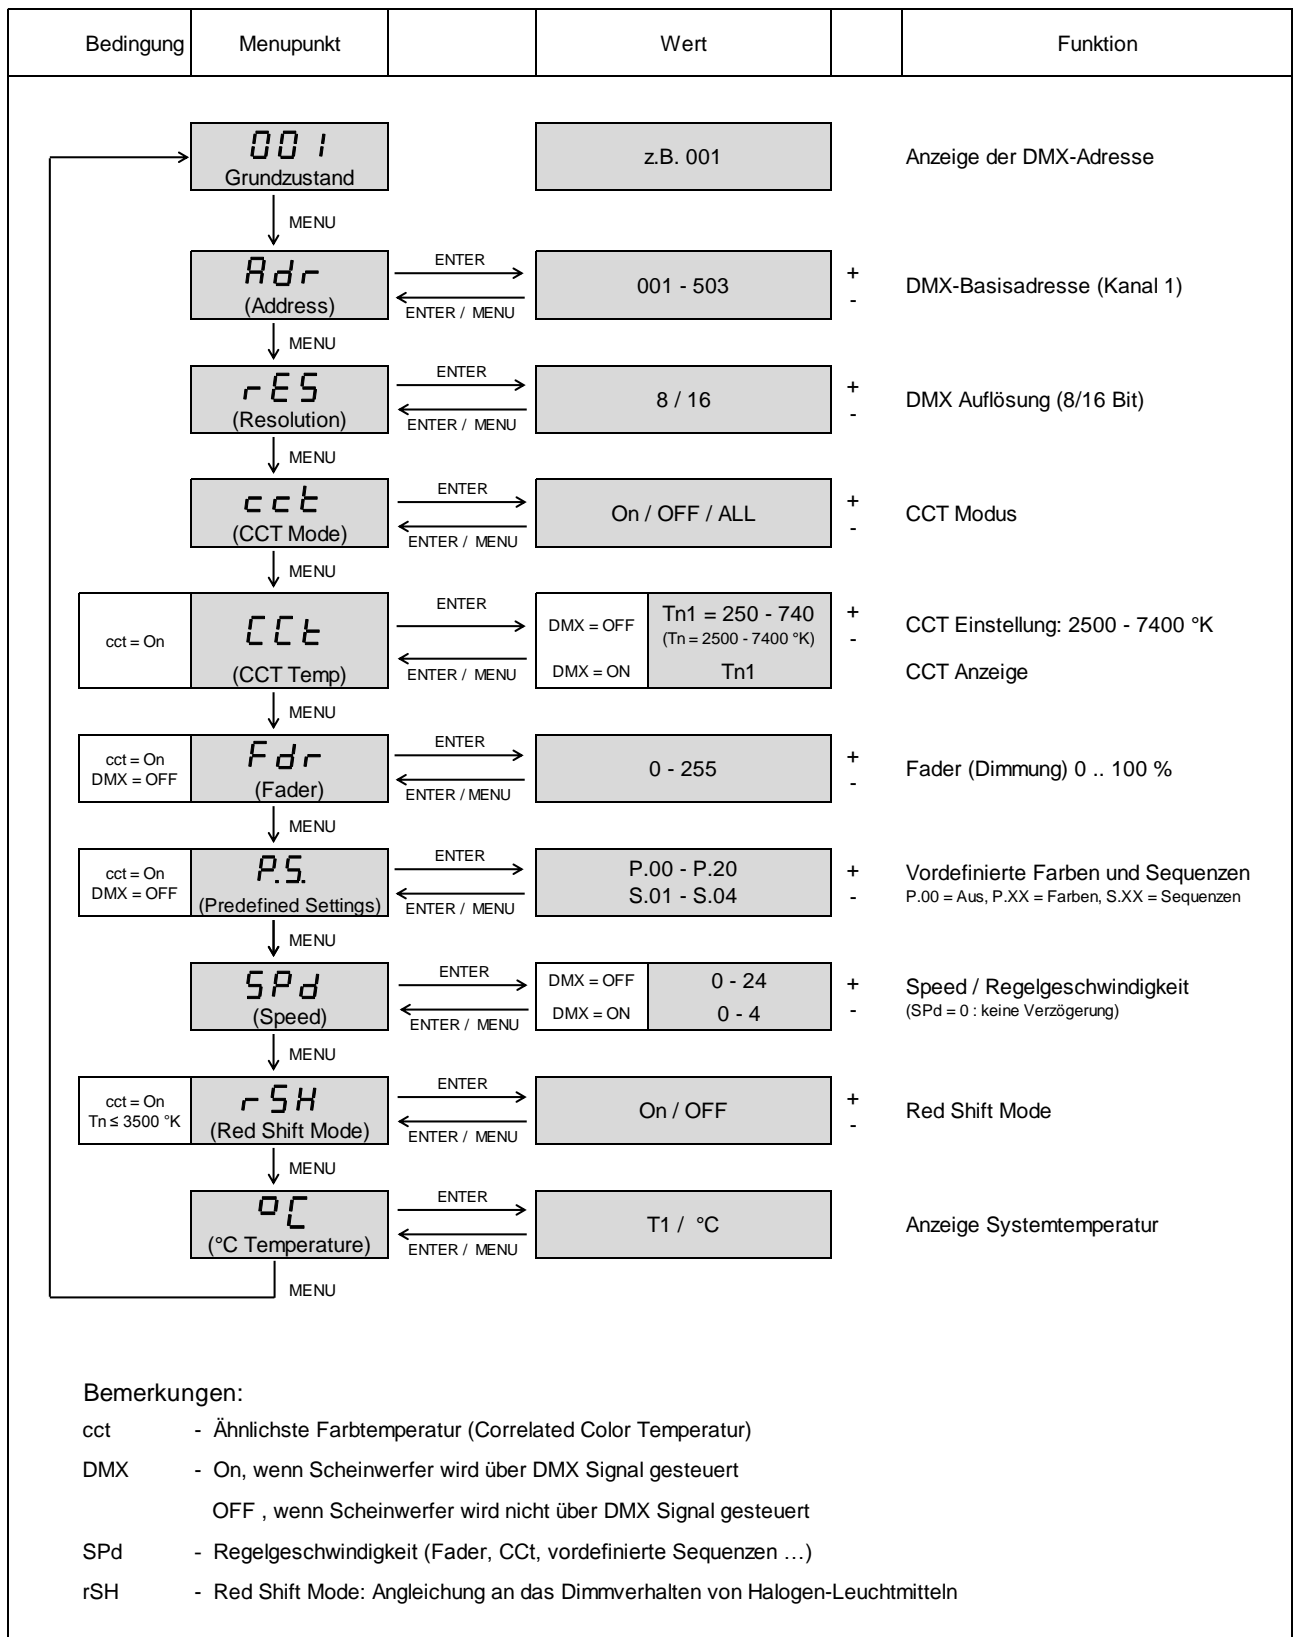 Bedingung Menupunkt Wert Funktion
001
Grundzustand
z.B. 001
Anzeige der DMX-Adresse
MENU
Adr
(Address)
ENTER
ENTER / MENU
001 - 503
+
-
DMX-Basisadresse (Kanal 1)
MENU
rES
(Resolution)
ENTER
ENTER / MENU
8 / 16
+
-
DMX Auflösung (8/16 Bit)
MENU
cct
(CCT Mode)
ENTER
ENTER / MENU
On / OFF / ALL
+
-
CCT Modus
MENU
cct = On
CCt
(CCT Temp)
ENTER
ENTER / MENU
DMX = OFF
Tn1 = 250 - 740
(Tn = 2500 - 7400 °K)
DMX = ON
Tn1
+
-
CCT Einstellung: 2500 - 7400 °K
CCT Anzeige
MENU
cct = On
DMX = OFF
Fdr
(Fader)
ENTER
ENTER / MENU
0 - 255
+
-
Fader (Dimmung) 0 .. 100 %
MENU
cct = On
DMX = OFF
P.S.
(Predefined Settings)
ENTER
ENTER / MENU
P.00 - P.20
S.01 - S.04
+
-
Vordefinierte Farben und Sequenzen
P.00 = Aus, P.XX = Farben, S.XX = Sequenzen
MENU
SPd
(Speed)
ENTER
ENTER / MENU
DMX = OFF
0 - 24
DMX = ON
0 - 4
+
-
Speed / Regelgeschwindigkeit
(SPd = 0 : keine Verzögerung)
MENU
cct = On
Tn ≤ 3500 °K
rSH
(Red Shift Mode)
ENTER
ENTER / MENU
On / OFF
+
-
Red Shift Mode
MENU
°C
(°C Temperature)
ENTER
ENTER / MENU
T1 / °C
Anzeige Systemtemperatur
MENU
Bemerkungen:
cct - Ähnlichste Farbtemperatur (Correlated Color Temperatur)
DMX - On, wenn Scheinwerfer wird über DMX Signal gesteuert
OFF , wenn Scheinwerfer wird nicht über DMX Signal gesteuert
SPd - Regelgeschwindigkeit (Fader, CCt, vordefinierte Sequenzen …)
rSH - Red Shift Mode: Angleichung an das Dimmverhalten von Halogen-Leuchtmitteln